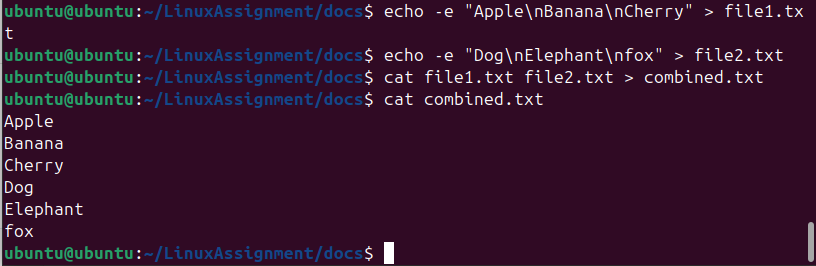 ubuntu@ubuntu:~/LinuxAssignment/docs$ echo -e "Apple\nBanana\nCherry" > file1.tx
t
ubuntu@ubuntu:~/LinuxAssignment/docs$ echo -e "Dog\nElephant\nfox" > file2.txt
ubuntu@ubuntu:~/LinuxAssignment/docs$ cat file1.txt file2.txt > combined.txt
ubuntu@ubuntu:~/LinuxAssignment/docs$ cat combined.txt
Apple
Banana
Cherry
Dog
Elephant
fox
ubuntu@ubuntu:~/LinuxAssignment/docs$